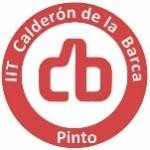 IIT Calderón de la Barca
cb
Pinto